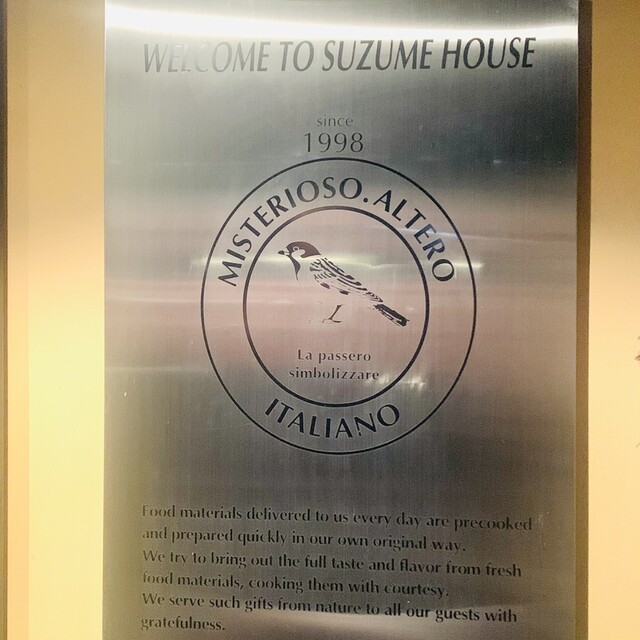 WELCOME TO SUZUME HOUSE
since
1998
MISTERIOSO.ALTERO
La passero
simbolizzare
ITALIANO
Food materials delivered to us every day are precooked
and prepared quickly in our own original way.
We try to bring out the full taste and flavor from fresh
food materials, cooking them with courtesy.
We serve such gifts from nature to all our guests with
gratefulness.